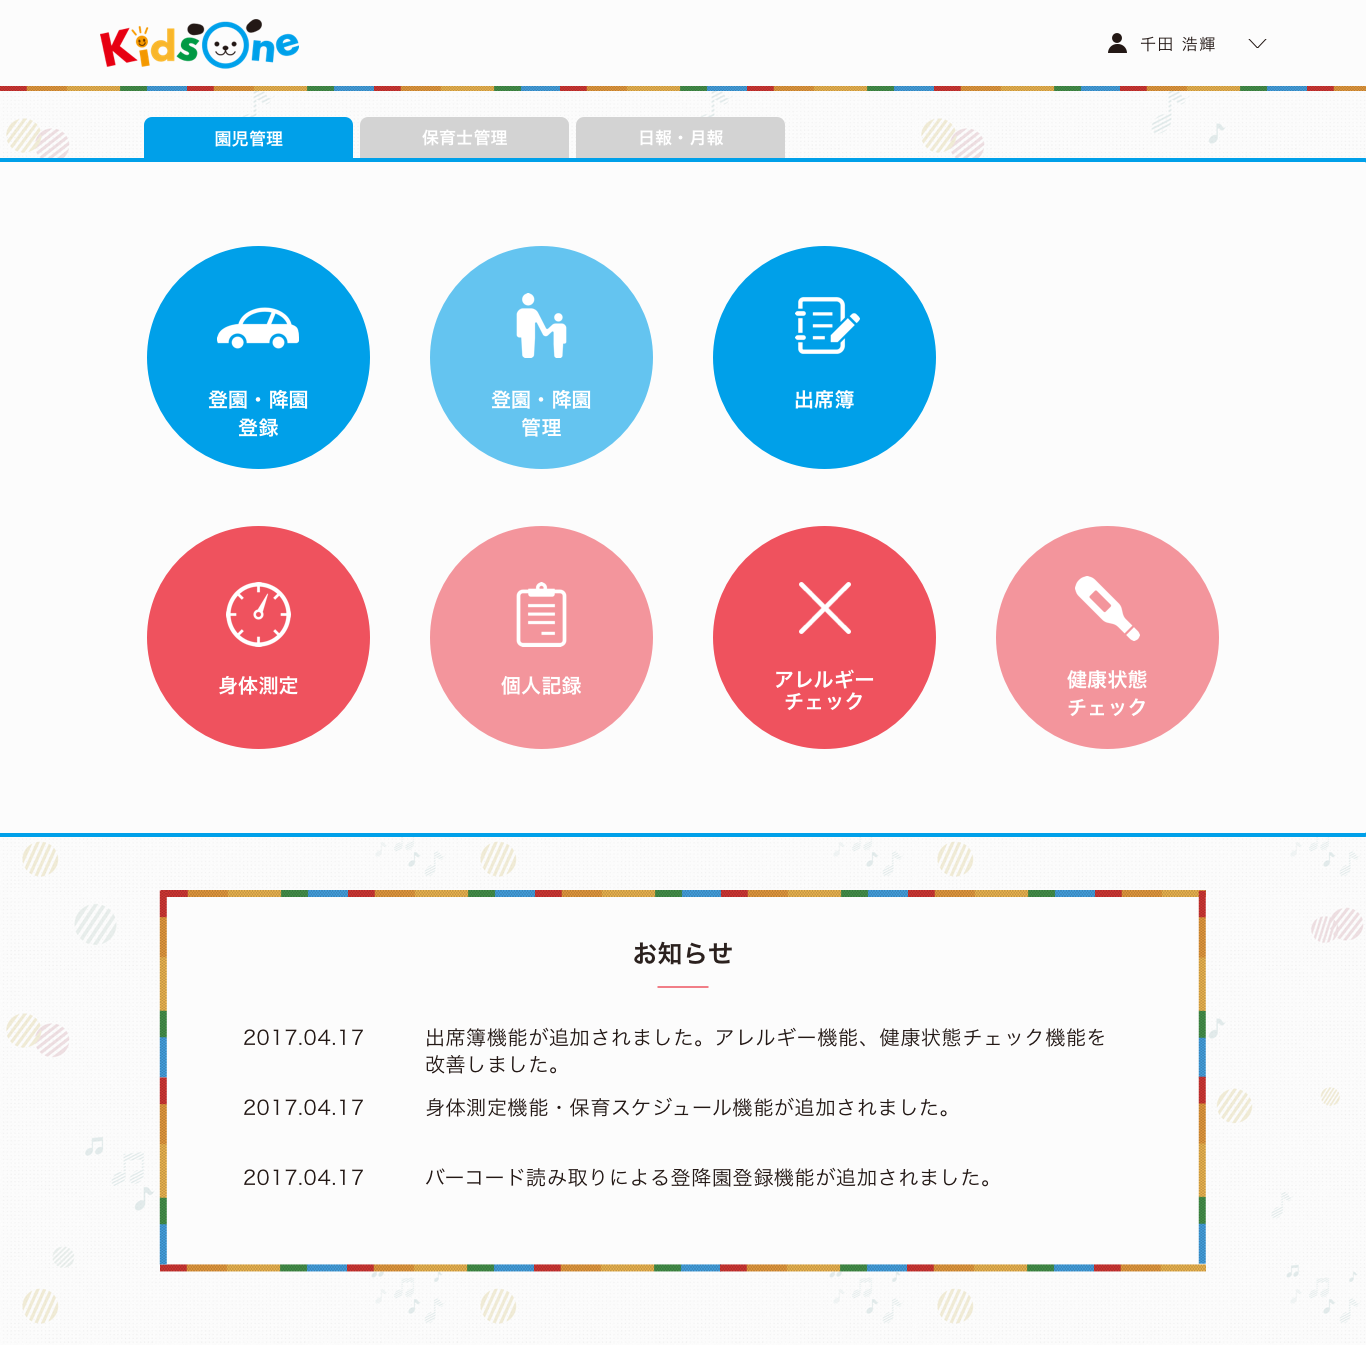 KidsOne
千田 浩輝
園児管理
保育士管理
日報・月報
登園・降園
登録
登園・降園
管理
出席簿
身体測定
個人記録
アレルギー
チェック
健康状態
チェック
お知らせ
2017.04.17
出席簿機能が追加されました。アレルギー機能、健康状態チェック機能を
改善しました。
2017.04.17
身体測定機能・保育スケジュール機能が追加されました。
2017.04.17
バーコード読み取りによる登降園登録機能が追加されました。